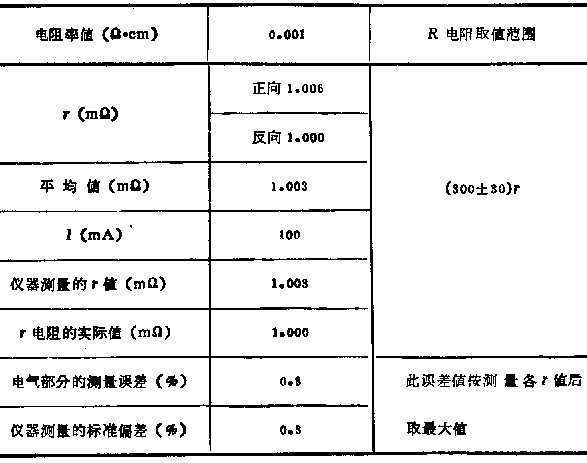 电阻率值 (Ω•cm) 0.001 R 电阻取值范围
r (mΩ) 正向 1.006
反向 1.000
平 均 值 (mΩ) 1.003 (300±30)r
I (mA) 100
仪器测量的 r 值 (mΩ) 1.003
r 电阻的实际值 (mΩ) 1.000
电气部分的测量误差 (%) 0.3 此误差值按测 量 各 r 值后
仪器测量的标准偏差 (%) 0.3 取最大值